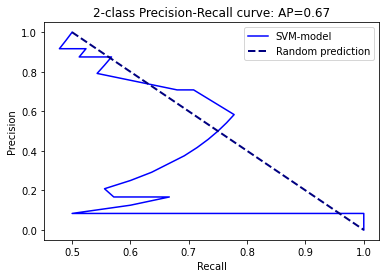 2-class Precision-Recall curve: AP=0.67
SVM-model
Random prediction
Precision
1.0
0.8
0.6
0.4
0.2
0.0
0.5
0.6
0.7
0.8
0.9
1.0
Recall